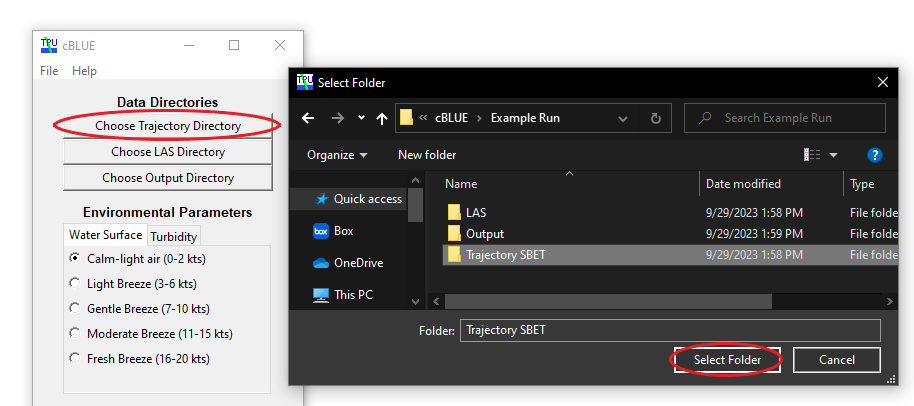 TPU cBLUE
File Help
Data Directories
Choose Trajectory Directory
Choose LAS Directory
Choose Output Directory
Environmental Parameters
Water Surface Turbidity
Calm-light air (0-2 kts)
Light Breeze (3-6 kts)
Gentle Breeze (7-10 kts)
Moderate Breeze (11-15 kts)
Fresh Breeze (16-20 kts)
TPU Select Folder
« cBLUE > Example Run
Search Example Run
Organize New folder
?
Name Date modified Type
Quick access
box Box
OneDrive
This PC
LAS 9/29/2023 1:58 PM File folde
Output 9/29/2023 1:59 PM File folde
Trajectory SBET 9/29/2023 1:58 PM File folde
Folder: Trajectory SBET
Select Folder Cancel